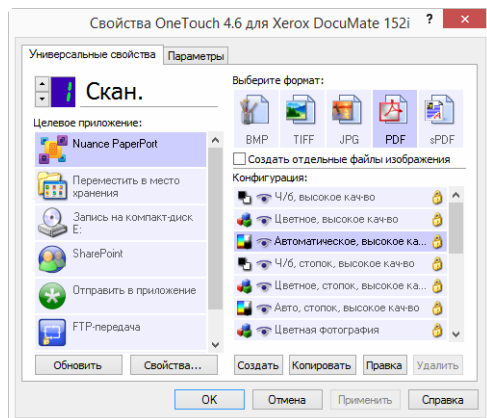 Свойства OneTouch 4.6 для Xerox DocuMate 152i
Универсальные свойства
Параметры
1
Скан.
Целевое приложение:
Nuance PaperPort
Переместить в место
хранения
Запись на компакт-диск
E:
SharePoint
Отправить в приложение
FTP-передача
Обновить
Свойства...
Выберите формат:
BMP
TIFF
JPG
PDF
sPDF
Создать отдельные файлы изображения
Конфигурация:
Ч/б, высокое кач-во
Цветное, высокое кач-во
Автоматическое, высокое ка...
Ч/б, стопок, высокое кач-во
Цветное, стопок, высокое ка...
Авто, стопок, высокое кач-во
Цветная фотография
Создать
Копировать
Правка
Удалить
OK
Отмена
Применить
Справка